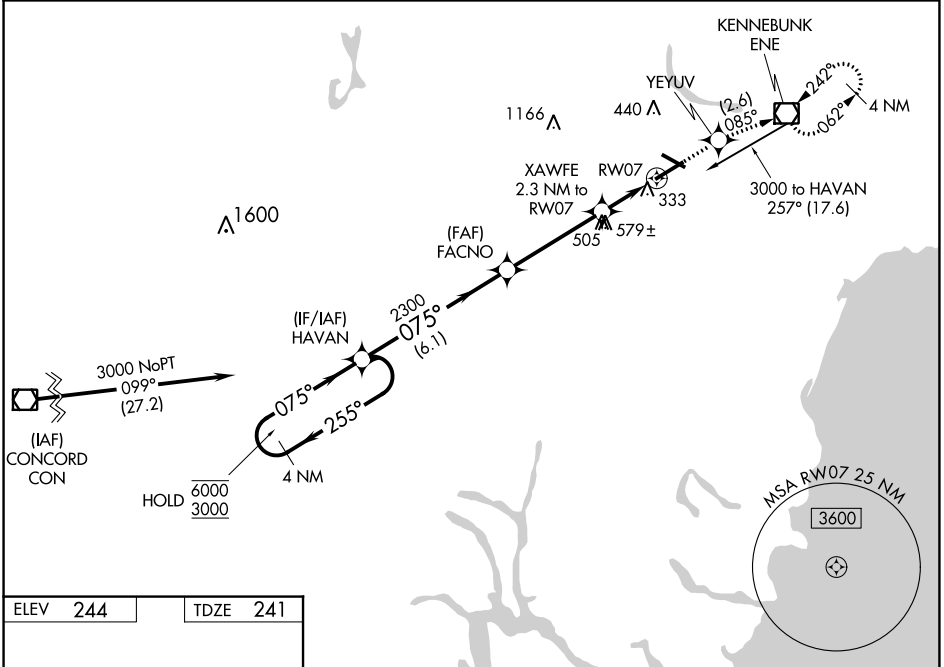 KENNEBUNK
ENE
YEYUV
242°
062°
4 NM
(2.6)
085°
1166
440
XAWFE
2.3 NM to
RW07
RW07
333
3000 to HAVAN
257° (17.6)
505
579±
1600
(FAF)
FACNO
2300
075°
(6.1)
(IF/IAF)
HAVAN
3000 NoPT
099°
(27.2)
075°
255°
(IAF)
CONCORD
CON
4 NM
HOLD
6000
3000
MSA RW07 25 NM
3600
ELEV 244
TDZE 241